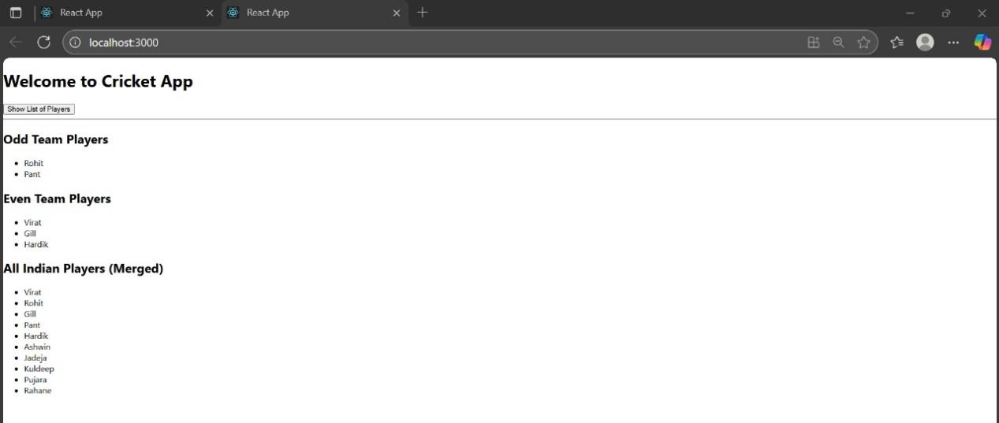 React App
React App
localhost:3000
Welcome to Cricket App
Show List of Players
Odd Team Players
Rohit
Pant
Even Team Players
Virat
Gill
Hardik
All Indian Players (Merged)
Virat
Rohit
Gill
Pant
Hardik
Ashwin
Jadeja
Kuldeep
Pujara
Rahane